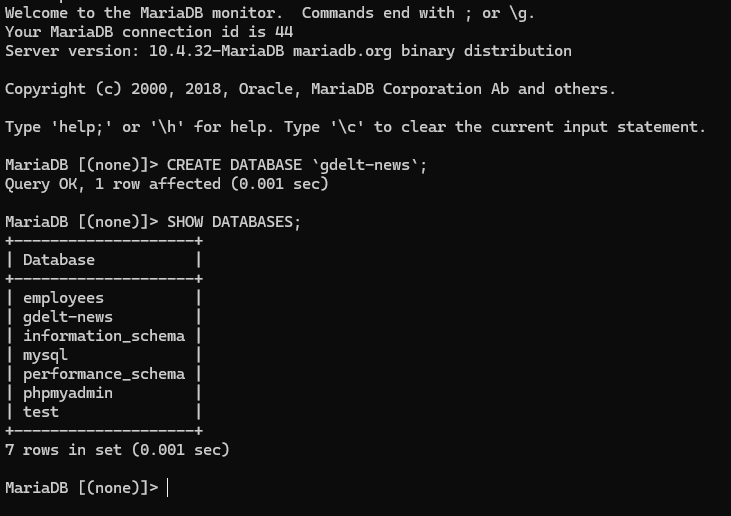 Welcome to the MariaDB monitor.  Commands end with ; or \g.
Your MariaDB connection id is 44
Server version: 10.4.32-MariaDB mariadb.org binary distribution

Copyright (c) 2000, 2018, Oracle, MariaDB Corporation Ab and others.

Type 'help;' or '\h' for help. Type '\c' to clear the current input statement.

MariaDB [(none)]> CREATE DATABASE `gdelt-news`;
Query OK, 1 row affected (0.001 sec)

MariaDB [(none)]> SHOW DATABASES;
+--------------------+
| Database           |
+--------------------+
| employees          |
| gdelt-news         |
| information_schema |
| mysql              |
| performance_schema |
| phpmyadmin         |
| test               |
+--------------------+
7 rows in set (0.001 sec)

MariaDB [(none)]>